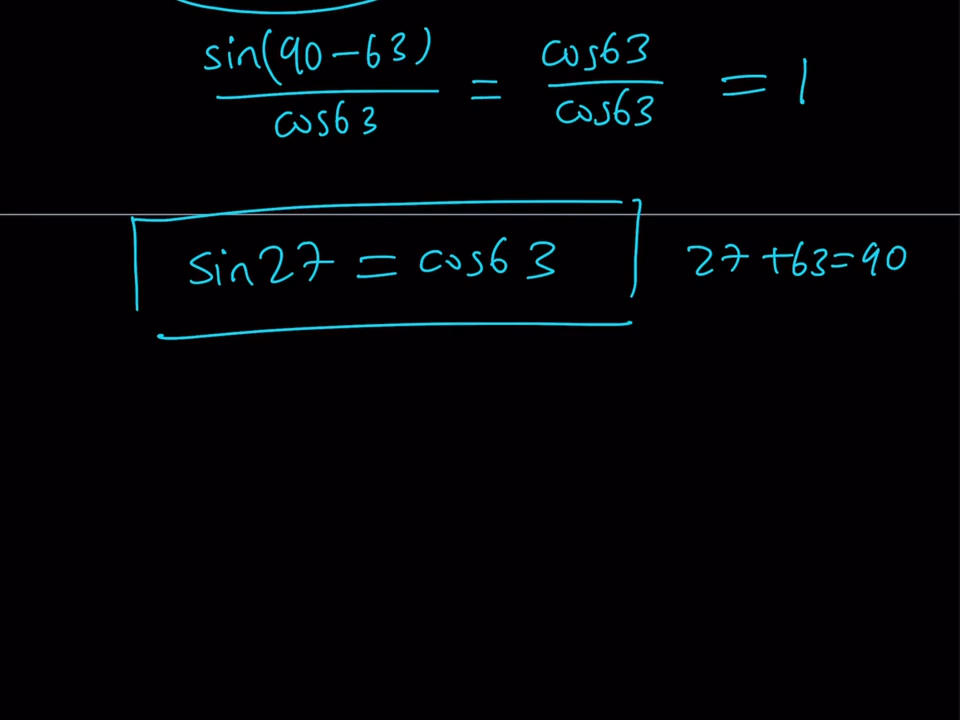 sin(90-63)/cos63 = cos63/cos63 = 1
sin27 = cos63 27+63=90